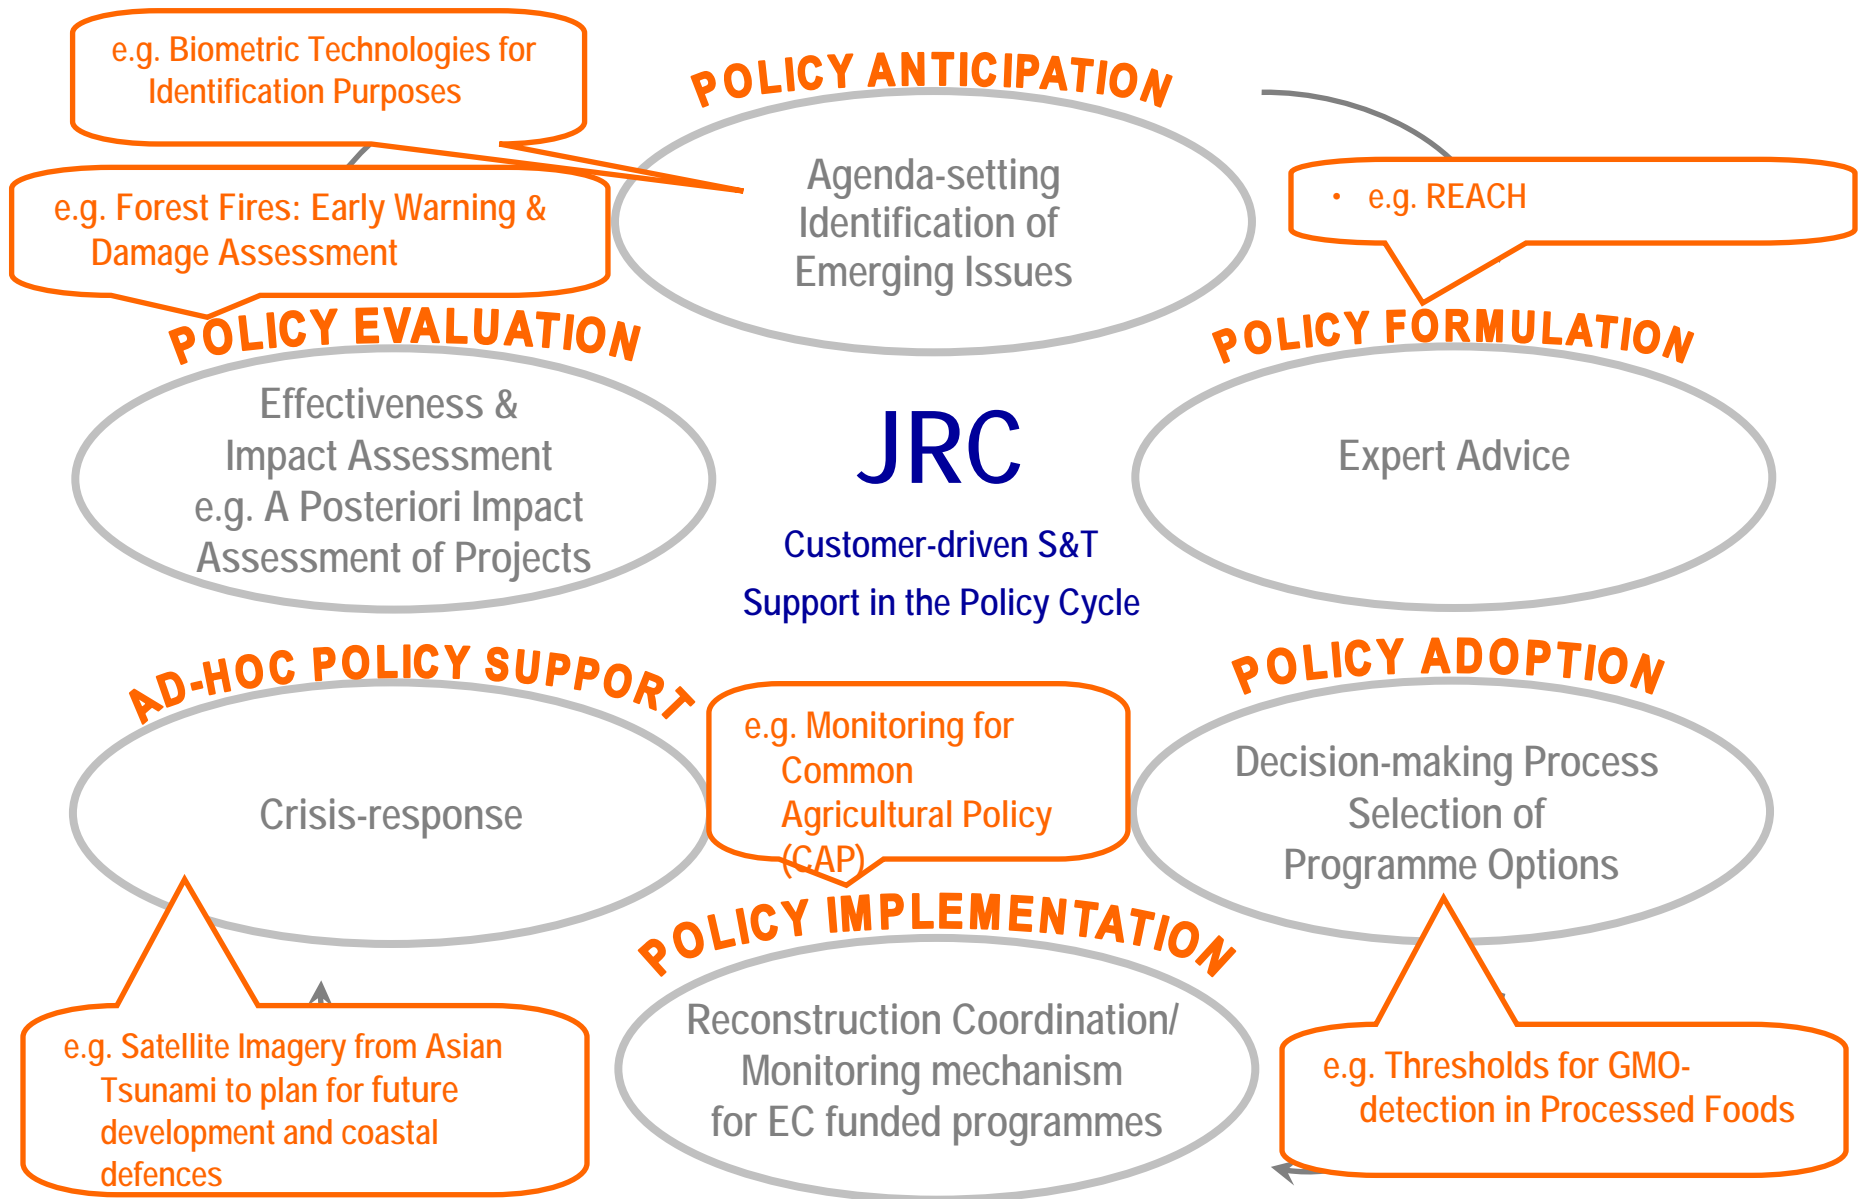 e.g. Biometric Technologies for
Identification Purposes
POLICY ANTICIPATION
Agenda-setting
Identification of
Emerging Issues
• e.g. REACH
e.g. Forest Fires: Early Warning &
Damage Assessment
POLICY EVALUATION
Effectiveness &
Impact Assessment
e.g. A Posteriori Impact
Assessment of Projects
JRC
Customer-driven S&T
Support in the Policy Cycle
POLICY FORMULATION
Expert Advice
AD-HOC POLICY SUPPORT
Crisis-response
e.g. Monitoring for
Common
Agricultural Policy
(CAP)
POLICY ADOPTION
Decision-making Process
Selection of
Programme Options
POLICY IMPLEMENTATION
Reconstruction Coordination/
Monitoring mechanism
for EC funded programmes
e.g. Satellite Imagery from Asian
Tsunami to plan for future
development and coastal
defences
e.g. Thresholds for GMO-
detection in Processed Foods